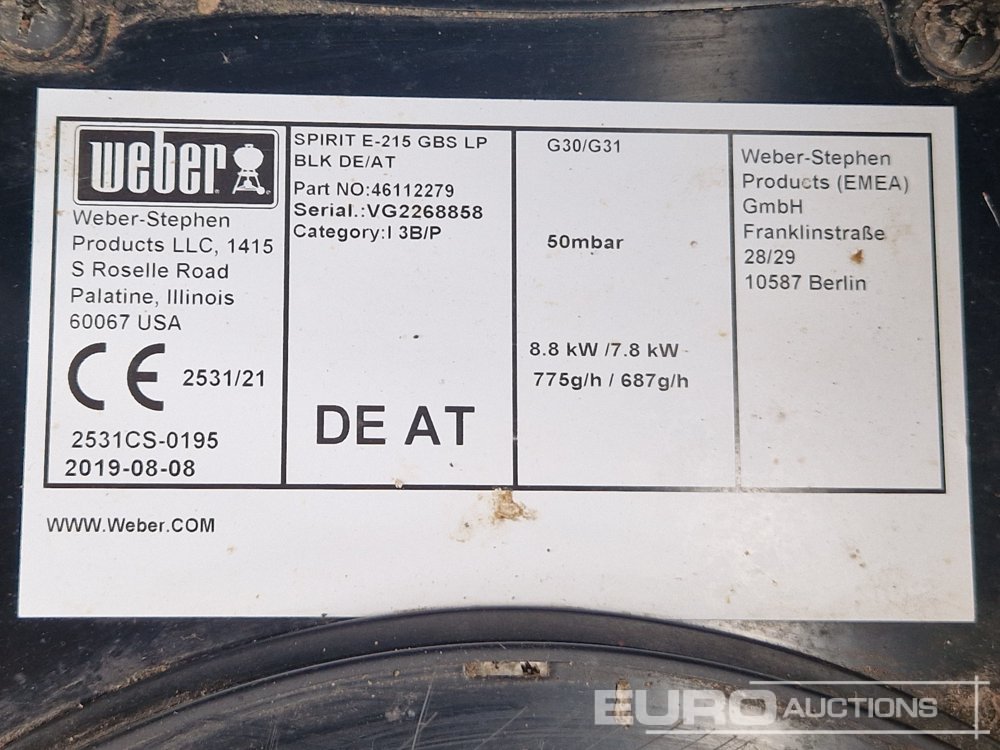 weber
Weber-Stephen
Products LLC, 1415
S Roselle Road
Palatine, Illinois
60067 USA
CE 2531/21
2531CS-0195
2019-08-08
SPIRIT E-215 GBS LP
BLK DE/AT
Part NO:46112279
Serial.:VG2268858
Category:I 3B/P
DE AT
G30/G31
50mbar
8.8 kW /7.8 kW
775g/h / 687g/h
Weber-Stephen
Products (EMEA)
GmbH
Franklinstraße
28/29
10587 Berlin
WWW.Weber.COM
EURO AUCTIONS